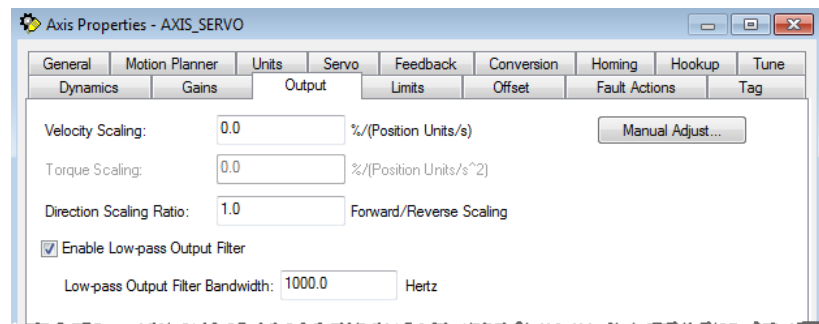 Axis Properties - AXIS_SERVO
General Motion Planner Units Servo Feedback Conversion Homing Hookup Tune
Dynamics Gains Output Limits Offset Fault Actions Tag
Velocity Scaling: 0.0 %/(Position Units/s) Manual Adjust...
Torque Scaling: 0.0 %/(Position Units/s^2)
Direction Scaling Ratio: 1.0 Forward/Reverse Scaling
Enable Low-pass Output Filter
Low-pass Output Filter Bandwidth: 1000.0 Hertz